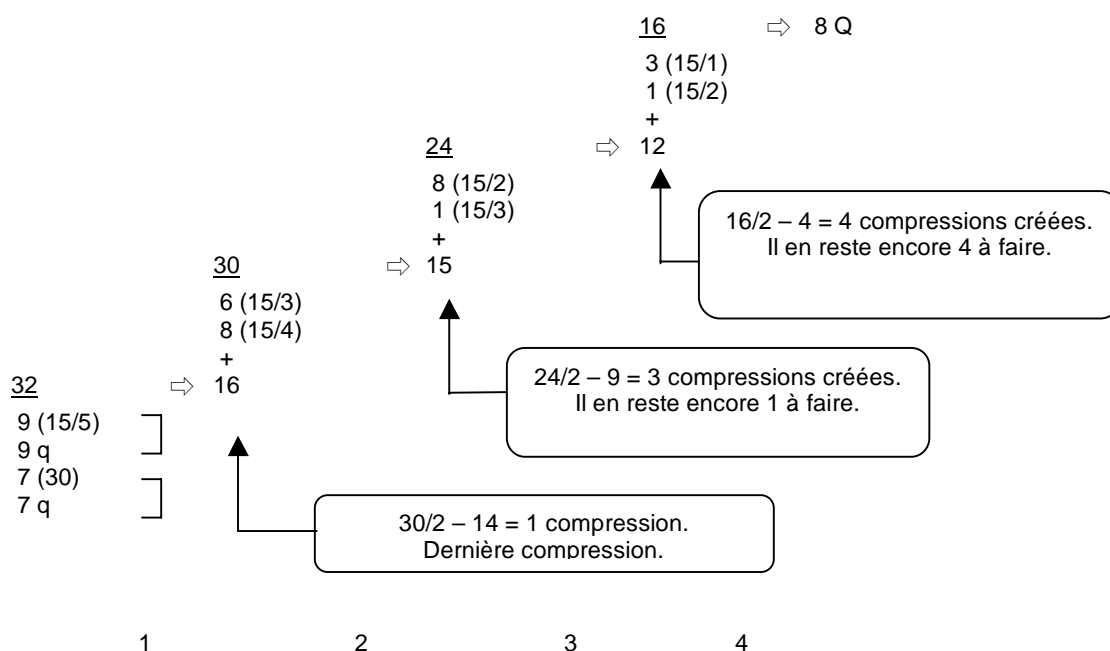 16 ⇨ 8 Q
3 (15/1)
1 (15/2)
+
24 ⇨ 12
8 (15/2)
1 (15/3)
+
30 ⇨ 15
6 (15/3)
8 (15/4)
+
32 ⇨ 16
9 (15/5)
9 q
7 (30)
7 q
16/2 – 4 = 4 compressions créées.
Il en reste encore 4 à faire.
24/2 – 9 = 3 compressions créées.
Il en reste encore 1 à faire.
30/2 – 14 = 1 compression.
Dernière compression.
1 2 3 4